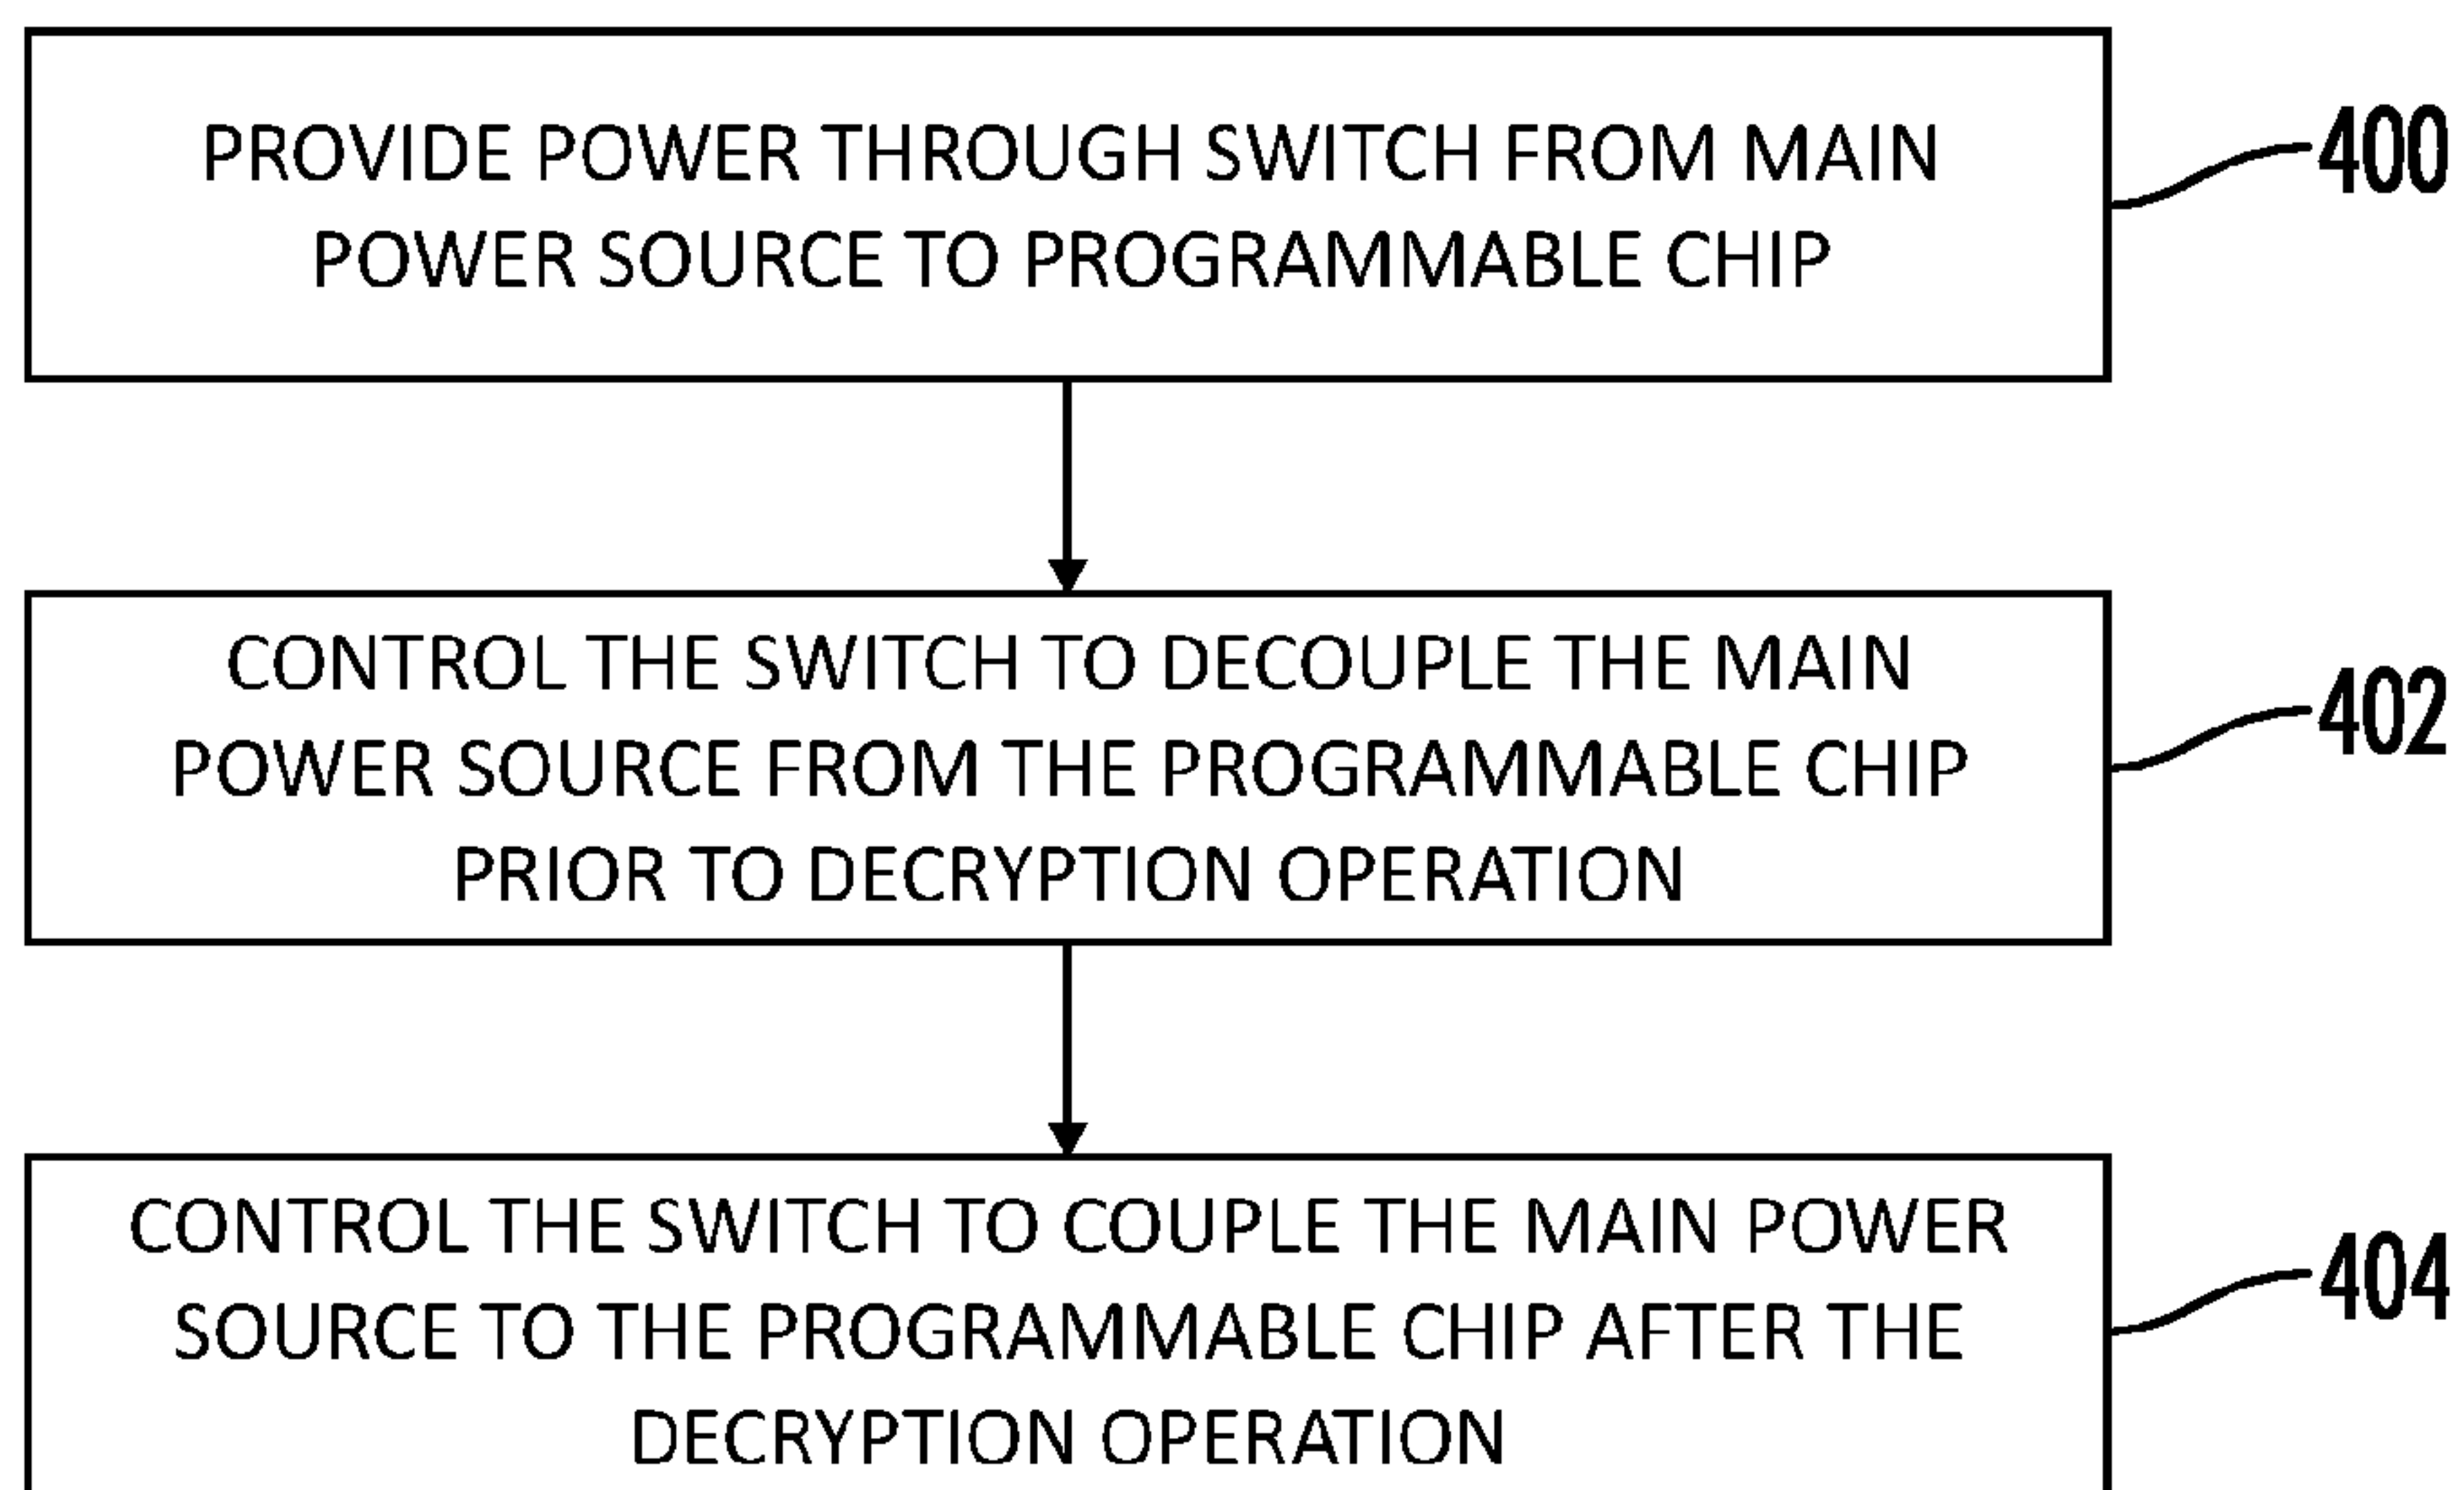 PROVIDE POWER THROUGH SWITCH FROM MAIN
POWER SOURCE TO PROGRAMMABLE CHIP
400
CONTROL THE SWITCH TO DECOUPLE THE MAIN
POWER SOURCE FROM THE PROGRAMMABLE CHIP
PRIOR TO DECRYPTION OPERATION
402
CONTROL THE SWITCH TO COUPLE THE MAIN POWER
SOURCE TO THE PROGRAMMABLE CHIP AFTER THE
DECRYPTION OPERATION
404